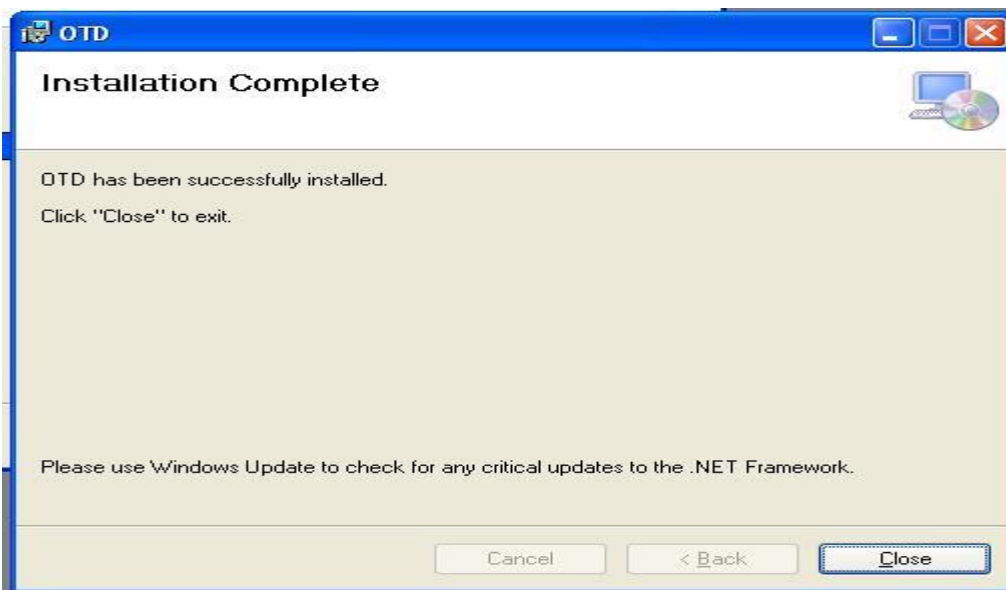 OTD
Installation Complete
OTD has been successfully installed.
Click "Close" to exit.
Please use Windows Update to check for any critical updates to the .NET Framework.
Cancel
< Back
Close